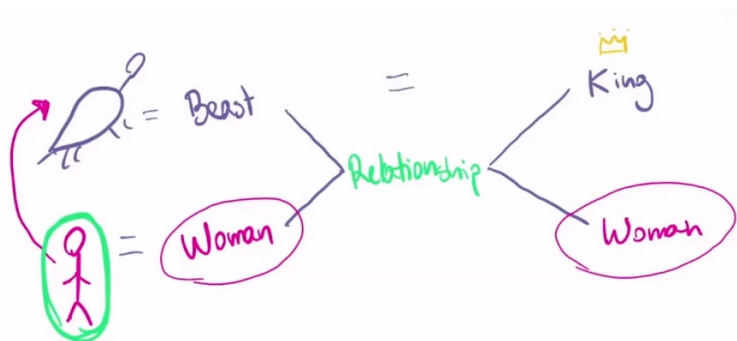 = Beast
=
King
Relationship
= Woman
Woman